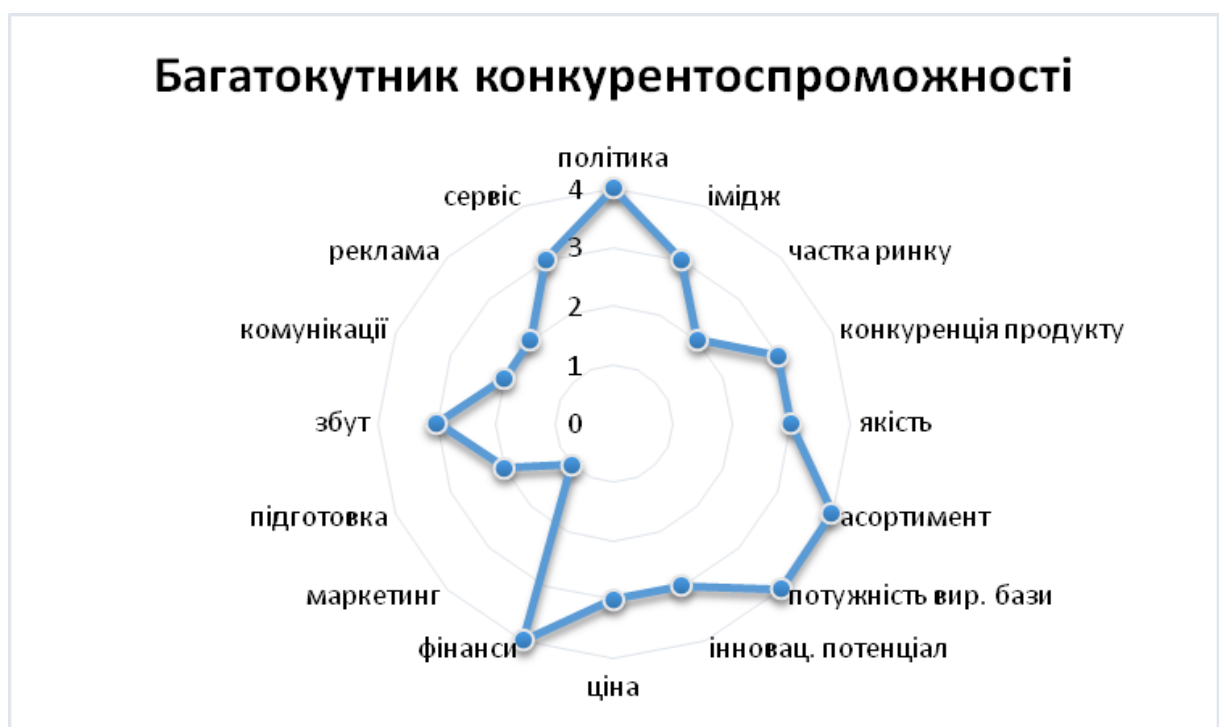 Багатокутник конкурентоспроможності
політика
сервіс 4 імідж
реклама 3 частка ринку
комунікації 2 конкуренція продукту
1
збут 0 якість
підготовка асортимент
маркетинг потужність вир. бази
фінанси інновац. потенціал
ціна